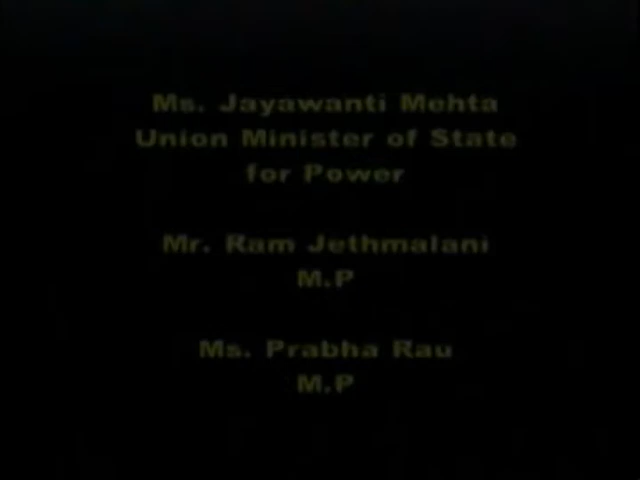 Ms. Jayawanti Mehta
Union Minister of State
for Power
Mr. Ram Jethmalani
M.P
Ms. Prabha Rau
M.P